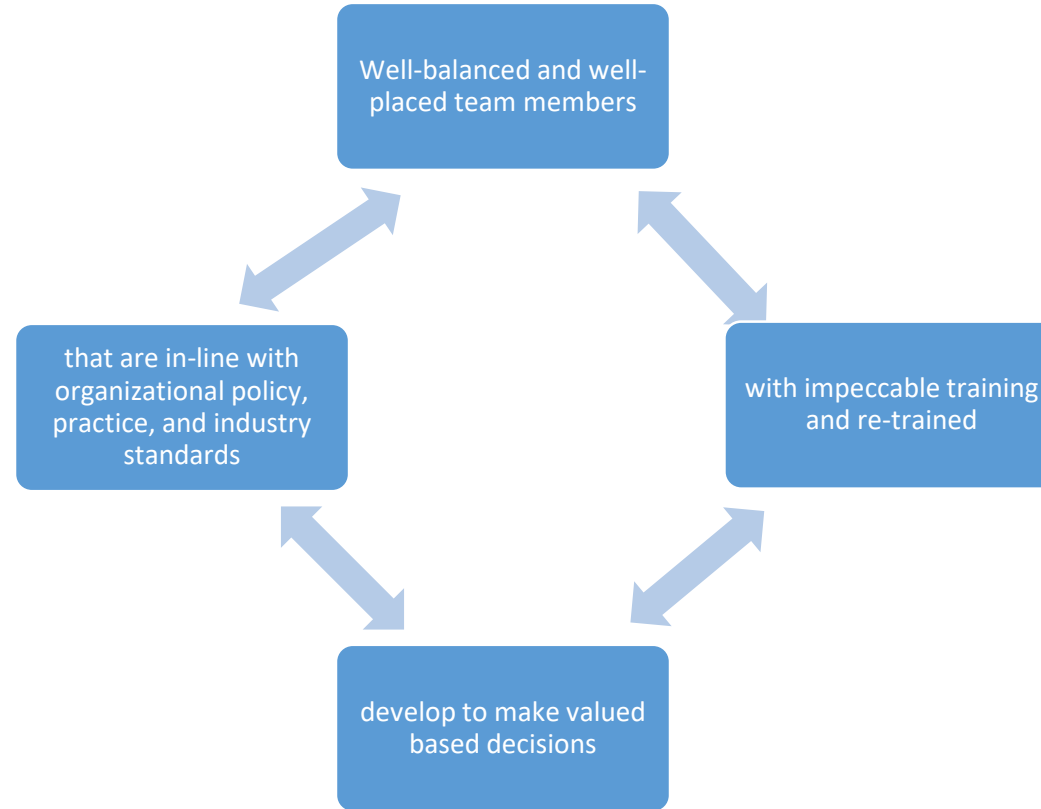 Well-balanced and well-
placed team members
with impeccable training
and re-trained
develop to make valued
based decisions
that are in-line with
organizational policy,
practice, and industry
standards